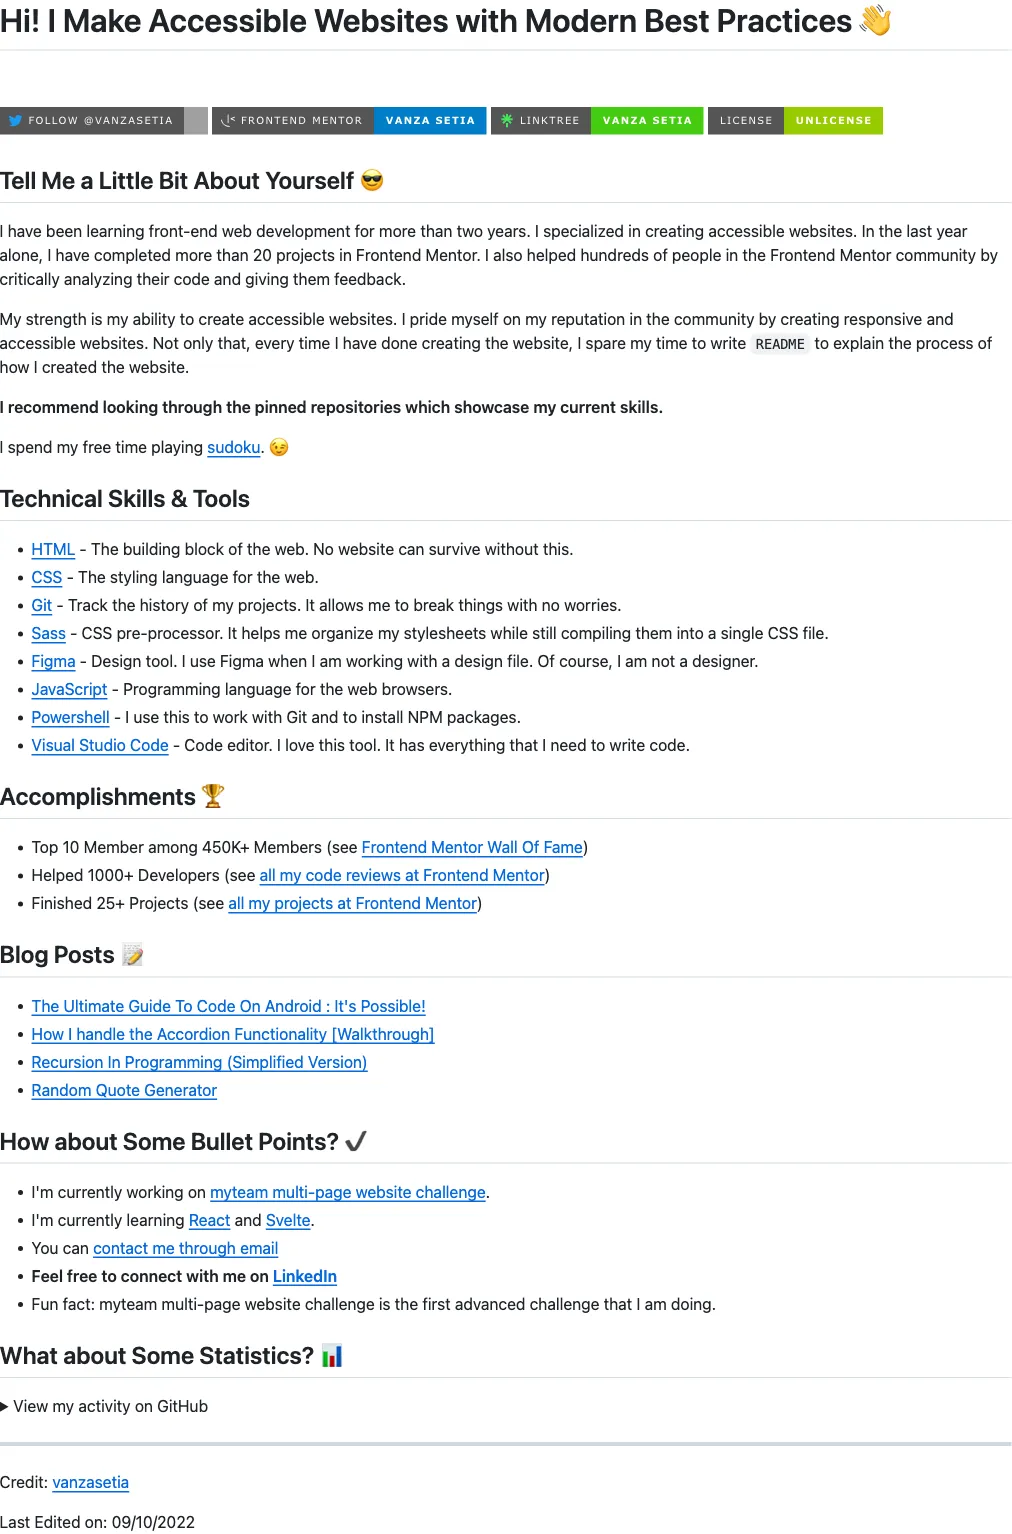 Hi! I Make Accessible Websites with Modern Best Practices 👋
FOLLOW @VANZASETIA FRONTEND MENTOR VANZA SETIA LINKTREE VANZA SETIA LICENSE UNLICENSE
Tell Me a Little Bit About Yourself 😎
I have been learning front-end web development for more than two years. I specialized in creating accessible websites. In the last year
alone, I have completed more than 20 projects in Frontend Mentor. I also helped hundreds of people in the Frontend Mentor community by
critically analyzing their code and giving them feedback.
My strength is my ability to create accessible websites. I pride myself on my reputation in the community by creating responsive and
accessible websites. Not only that, every time I have done creating the website, I spare my time to write README to explain the process of
how I created the website.
I recommend looking through the pinned repositories which showcase my current skills.
I spend my free time playing sudoku. 😉
Technical Skills & Tools
• HTML - The building block of the web. No website can survive without this.
• CSS - The styling language for the web.
• Git - Track the history of my projects. It allows me to break things with no worries.
• Sass - CSS pre-processor. It helps me organize my stylesheets while still compiling them into a single CSS file.
• Figma - Design tool. I use Figma when I am working with a design file. Of course, I am not a designer.
• JavaScript - Programming language for the web browsers.
• Powershell - I use this to work with Git and to install NPM packages.
• Visual Studio Code - Code editor. I love this tool. It has everything that I need to write code.
Accomplishments 🏆
• Top 10 Member among 450K+ Members (see Frontend Mentor Wall Of Fame)
• Helped 1000+ Developers (see all my code reviews at Frontend Mentor)
• Finished 25+ Projects (see all my projects at Frontend Mentor)
Blog Posts 📝
• The Ultimate Guide To Code On Android : It's Possible!
• How I handle the Accordion Functionality [Walkthrough]
• Recursion In Programming (Simplified Version)
• Random Quote Generator
How about Some Bullet Points? ✔
• I'm currently working on myteam multi-page website challenge.
• I'm currently learning React and Svelte.
• You can contact me through email
• Feel free to connect with me on LinkedIn
• Fun fact: myteam multi-page website challenge is the first advanced challenge that I am doing.
What about Some Statistics? 📊
▶ View my activity on GitHub
Credit: vanzasetia
Last Edited on: 09/10/2022